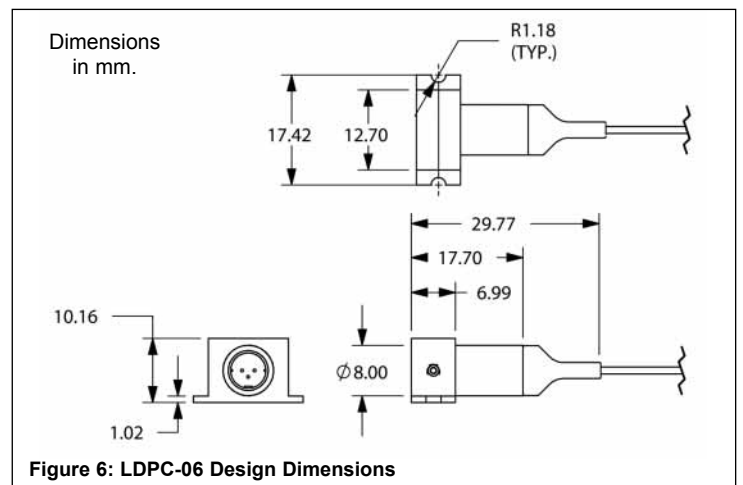 Dimensions
in mm.
R1.18
(TYP.)
17.42
12.70
29.77
17.70
6.99
10.16
Ø8.00
1.02
Figure 6: LDPC-06 Design Dimensions